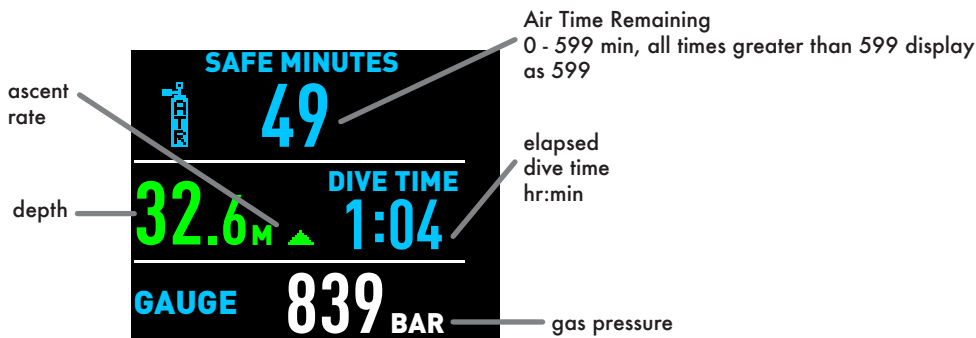 Air Time Remaining
0 - 599 min, all times greater than 599 display
as 599
SAFE MINUTES
ATR
49
ascent
rate
elapsed
dive time
hr:min
depth
32.6M
DIVE TIME
1:04
GAUGE
839 BAR
gas pressure